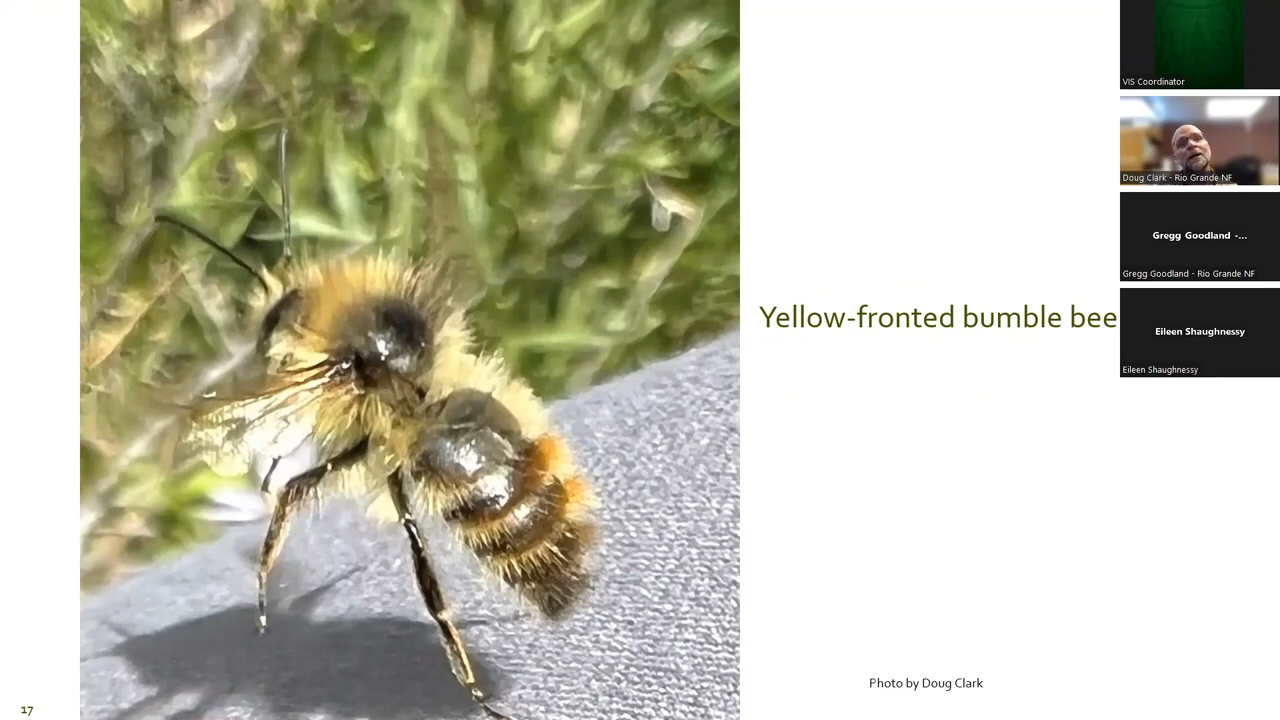 VIS Coordinator
Doug Clark - Rio Grande NF
Gregg Goodland -...
Gregg Goodland - Rio Grande NF
Yellow-fronted bumble bee
Eileen Shaughnessy
Eileen Shaughnessy
Photo by Doug Clark
17